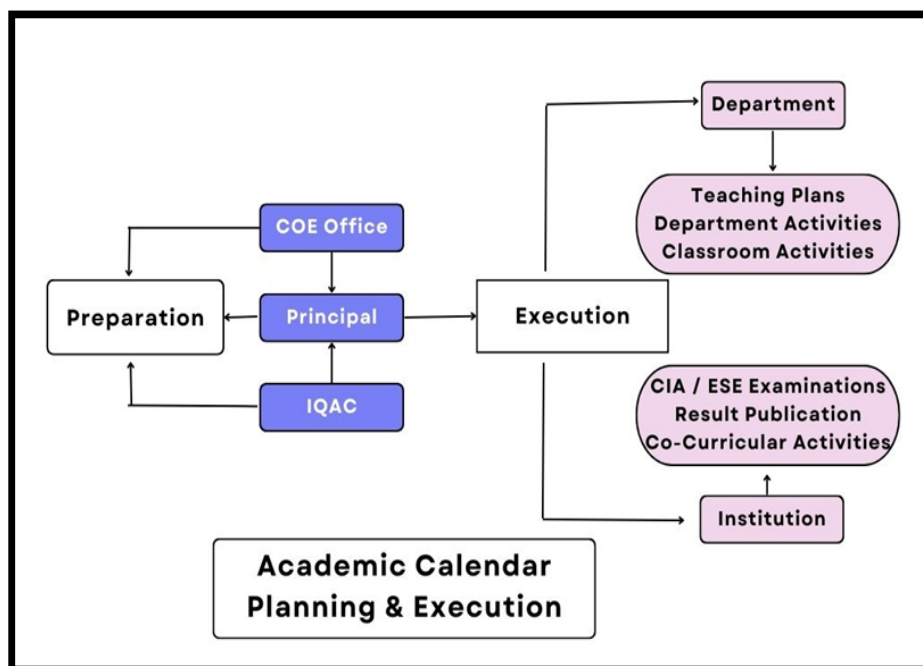 Department
Teaching Plans
Department Activities
Classroom Activities
COE Office
Preparation
Principal
Execution
IQAC
CIA / ESE Examinations
Result Publication
Co-Curricular Activities
Institution
Academic Calendar
Planning & Execution